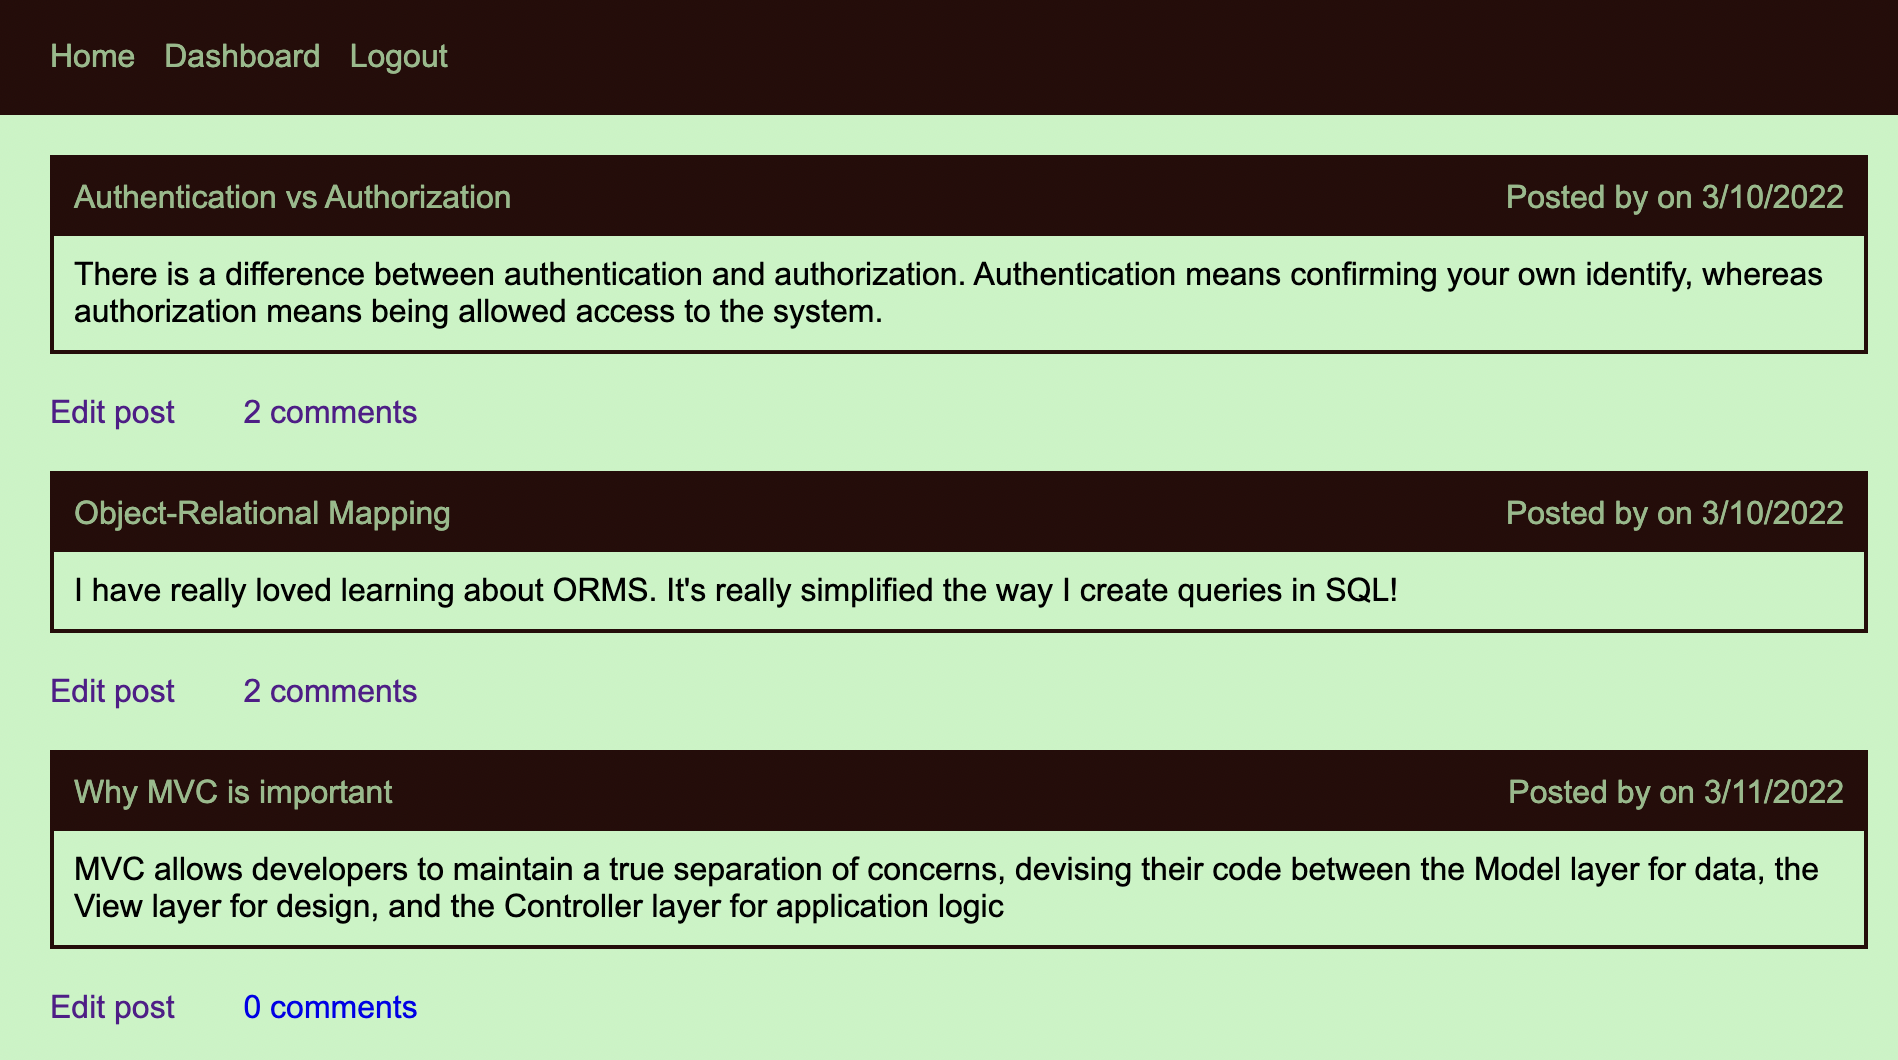 Home Dashboard Logout
Authentication vs Authorization Posted by on 3/10/2022
There is a difference between authentication and authorization. Authentication means confirming your own identify, whereas
authorization means being allowed access to the system.
Edit post 2 comments
Object-Relational Mapping Posted by on 3/10/2022
I have really loved learning about ORMS. It's really simplified the way I create queries in SQL!
Edit post 2 comments
Why MVC is important Posted by on 3/11/2022
MVC allows developers to maintain a true separation of concerns, devising their code between the Model layer for data, the
View layer for design, and the Controller layer for application logic
Edit post 0 comments